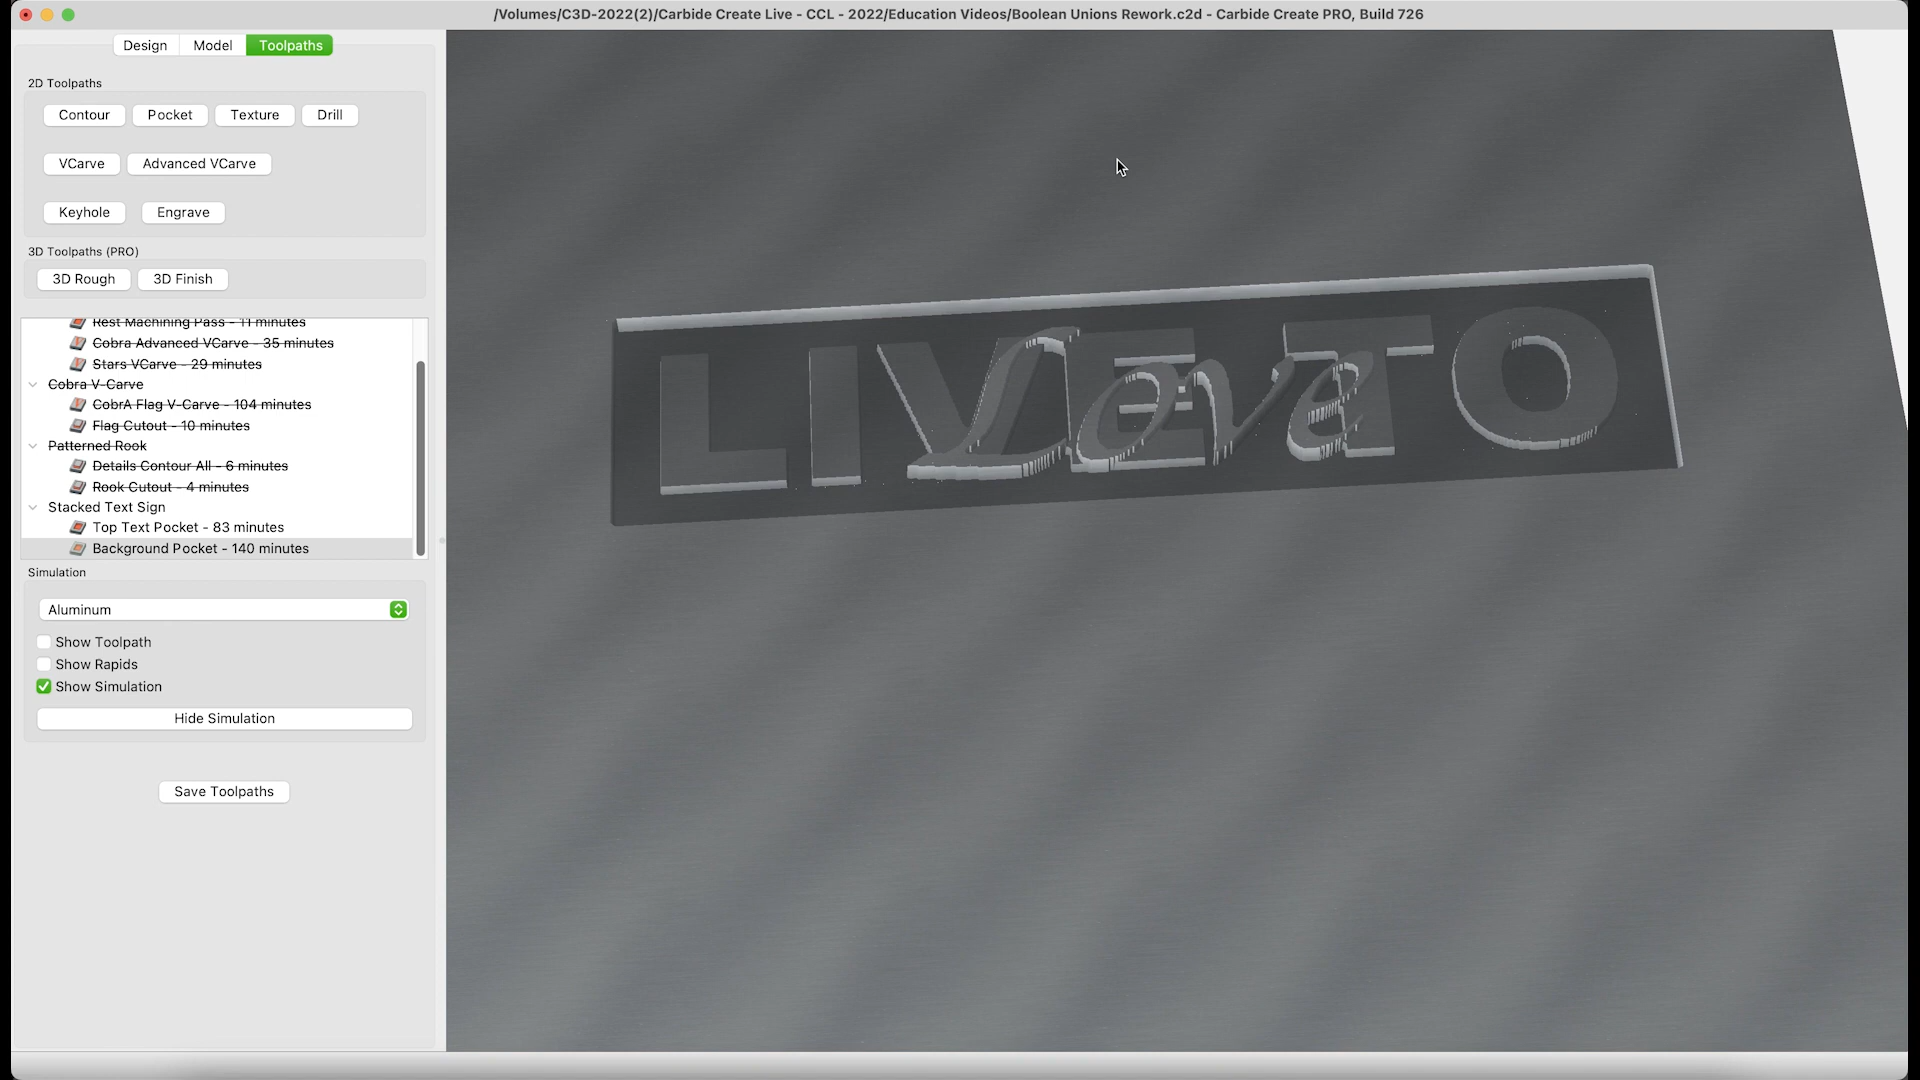 /Volumes/C3D-2022(2)/Carbide Create Live - CCL - 2022/Education Videos/Boolean Unions Rework.c2d - Carbide Create PRO, Build 726
Design Model Toolpaths
2D Toolpaths
Contour Pocket Texture Drill
VCarve Advanced VCarve
Keyhole Engrave
3D Toolpaths (PRO)
3D Rough 3D Finish
Rest Machining Pass - 11 minutes
Cobra Advanced VCarve - 35 minutes
Stars VCarve - 29 minutes
Cobra V-Carve
CobrA Flag V-Carve - 104 minutes
Flag Cutout - 10 minutes
Patterned Rook
Details Contour All - 6 minutes
Rook Cutout - 4 minutes
Stacked Text Sign
Top Text Pocket - 83 minutes
Background Pocket - 140 minutes
Simulation
Aluminum
Show Toolpath
Show Rapids
Show Simulation
Hide Simulation
Save Toolpaths
LIVE TO
Love